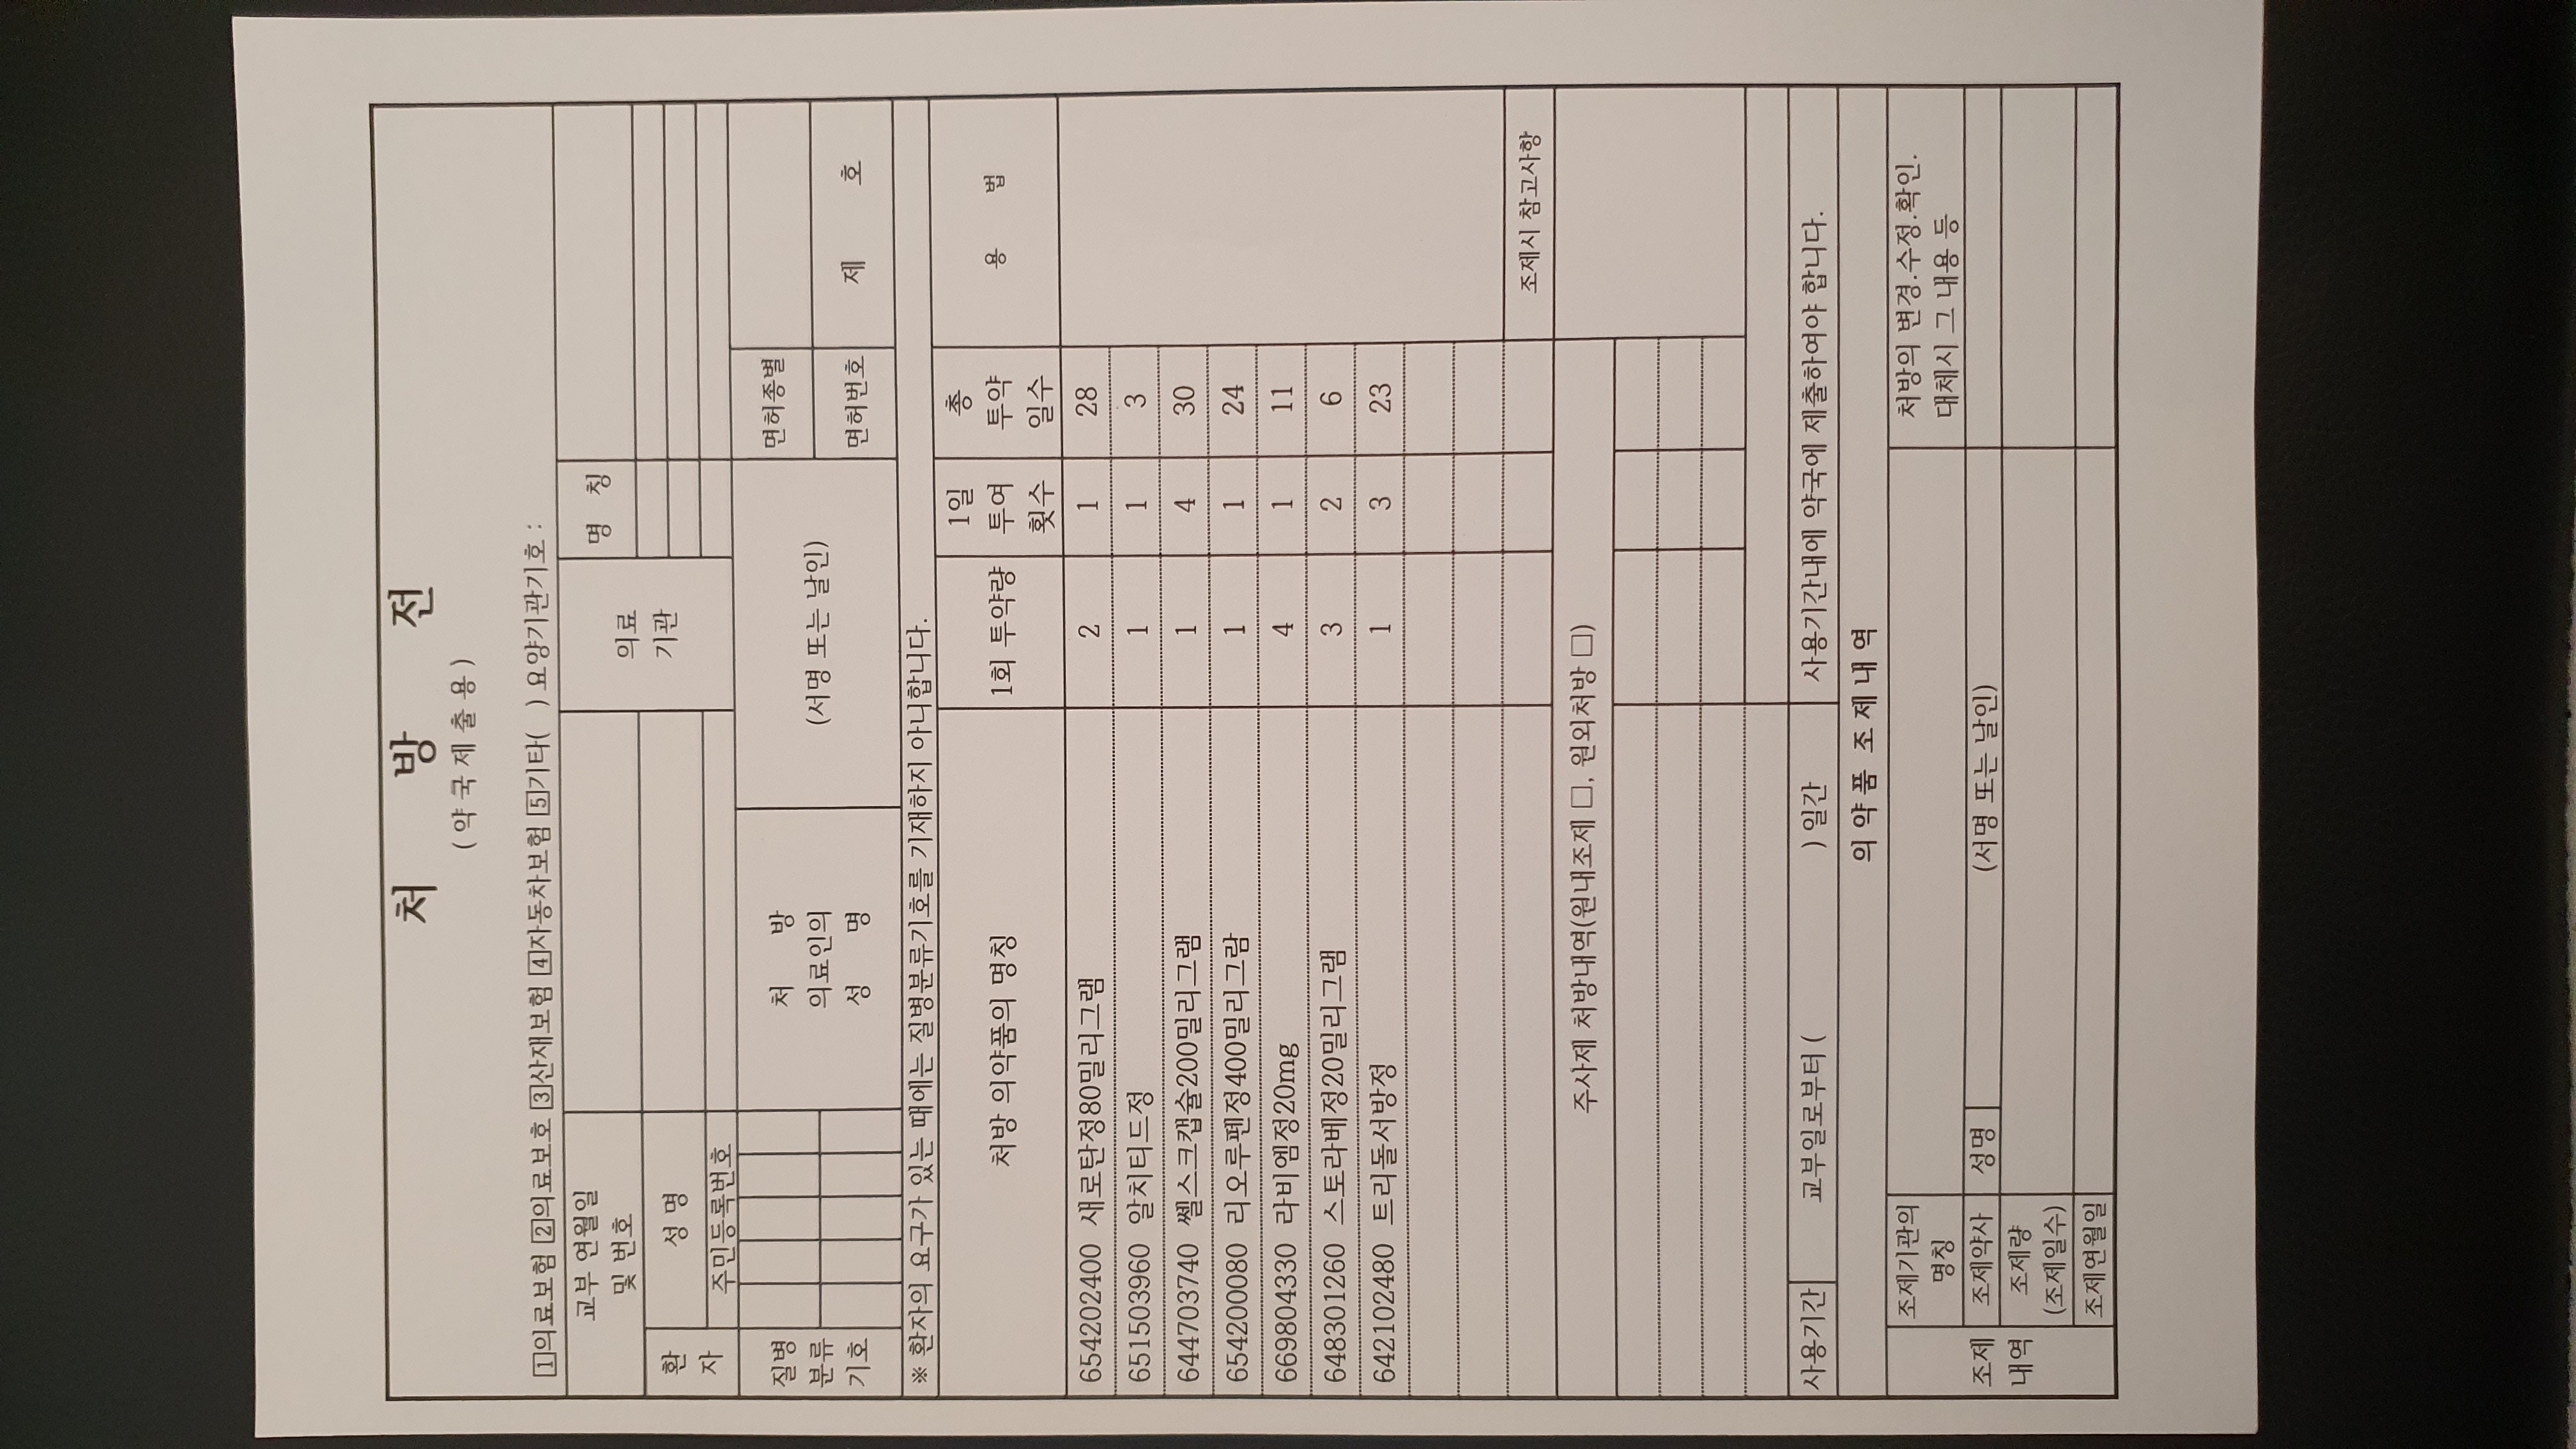 처 방 전
(약국제출용)
1의료보험 2의료보호 3산재보험 4자동차보험 5기타( ) 요양기관기호 :
교부 연월일
및 번호
의료
기관
명 칭
환
자
성 명
주민등록번호
질병
분류
기호
처 방
의료인의
성 명
(서명 또는 날인)
면허종별
면허번호
제 호
※ 환자의 요구가 있는 때에는 질병분류기호를 기재하지 아니합니다.
처방 의약품의 명칭
1회 투약량
1일
투여
횟수
총
투약
일수
용 법
654202400 새로탄정80밀리그램 2 1 28
651503960 알치티드정 1 1 3
644703740 쎌스크캡슐200밀리그램 1 4 30
654200080 리오루펜정400밀리그람 1 1 24
669804330 라비엠정20mg 4 1 11
648301260 스토라베정20밀리그램 3 2 6
642102480 트리돌서방정 1 3 23
조제시 참고사항
주사제 처방내역(원내조제 □, 원외처방 □)
사용기간 교부일로부터 ( ) 일간 사용기간내에 약국에 제출하여야 합니다.
의약품 조제내역
조제
내역
조제기관의
명칭
처방의 변경.수정.확인.
대체시 그 내용 등
조제약사 성명 (서명 또는 날인)
조제량
(조제일수)
조제연월일